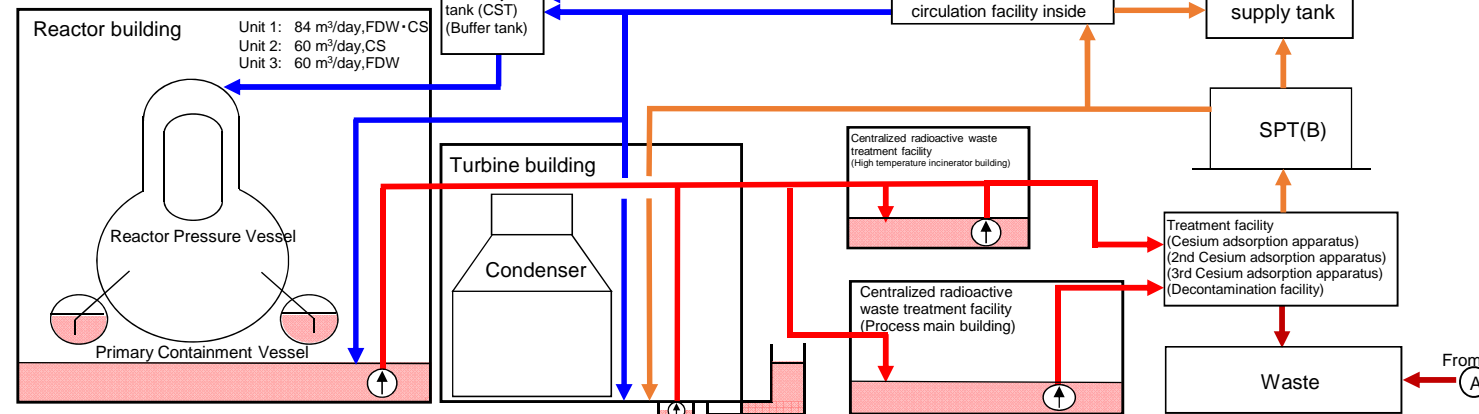 Reactor building
Unit 1: 84 m³/day,FDW・CS
Unit 2: 60 m³/day,CS
Unit 3: 60 m³/day,FDW
tank (CST)
(Buffer tank)
circulation facility inside
supply tank
SPT(B)
Turbine building
Centralized radioactive waste
treatment facility
(High temperature incinerator building)
Reactor Pressure Vessel
Condenser
Treatment facility
(Cesium adsorption apparatus)
(2nd Cesium adsorption apparatus)
(3rd Cesium adsorption apparatus)
(Decontamination facility)
Centralized radioactive
waste treatment facility
(Process main building)
Primary Containment Vessel
Waste
From
A